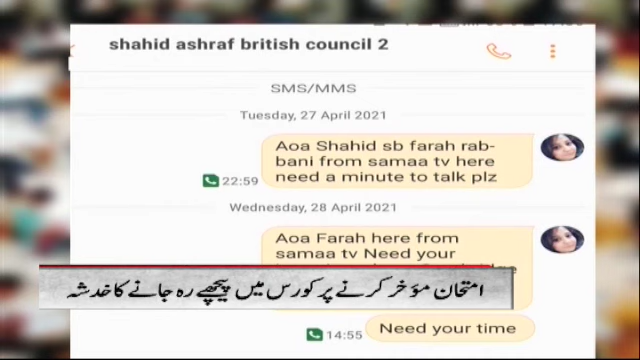 shahid ashraf british council 2
SMS/MMS
Tuesday, 27 April 2021
Aoa Shahid sb farah rab-
bani from samaa tv here
need a minute to talk plz
22:59
Wednesday, 28 April 2021
Aoa Farah here from
samaa tv Need your
امتحان مؤخر کرنے پر کورس میں پیچھے رہ جانے کا خدشہ
14:55
Need your time